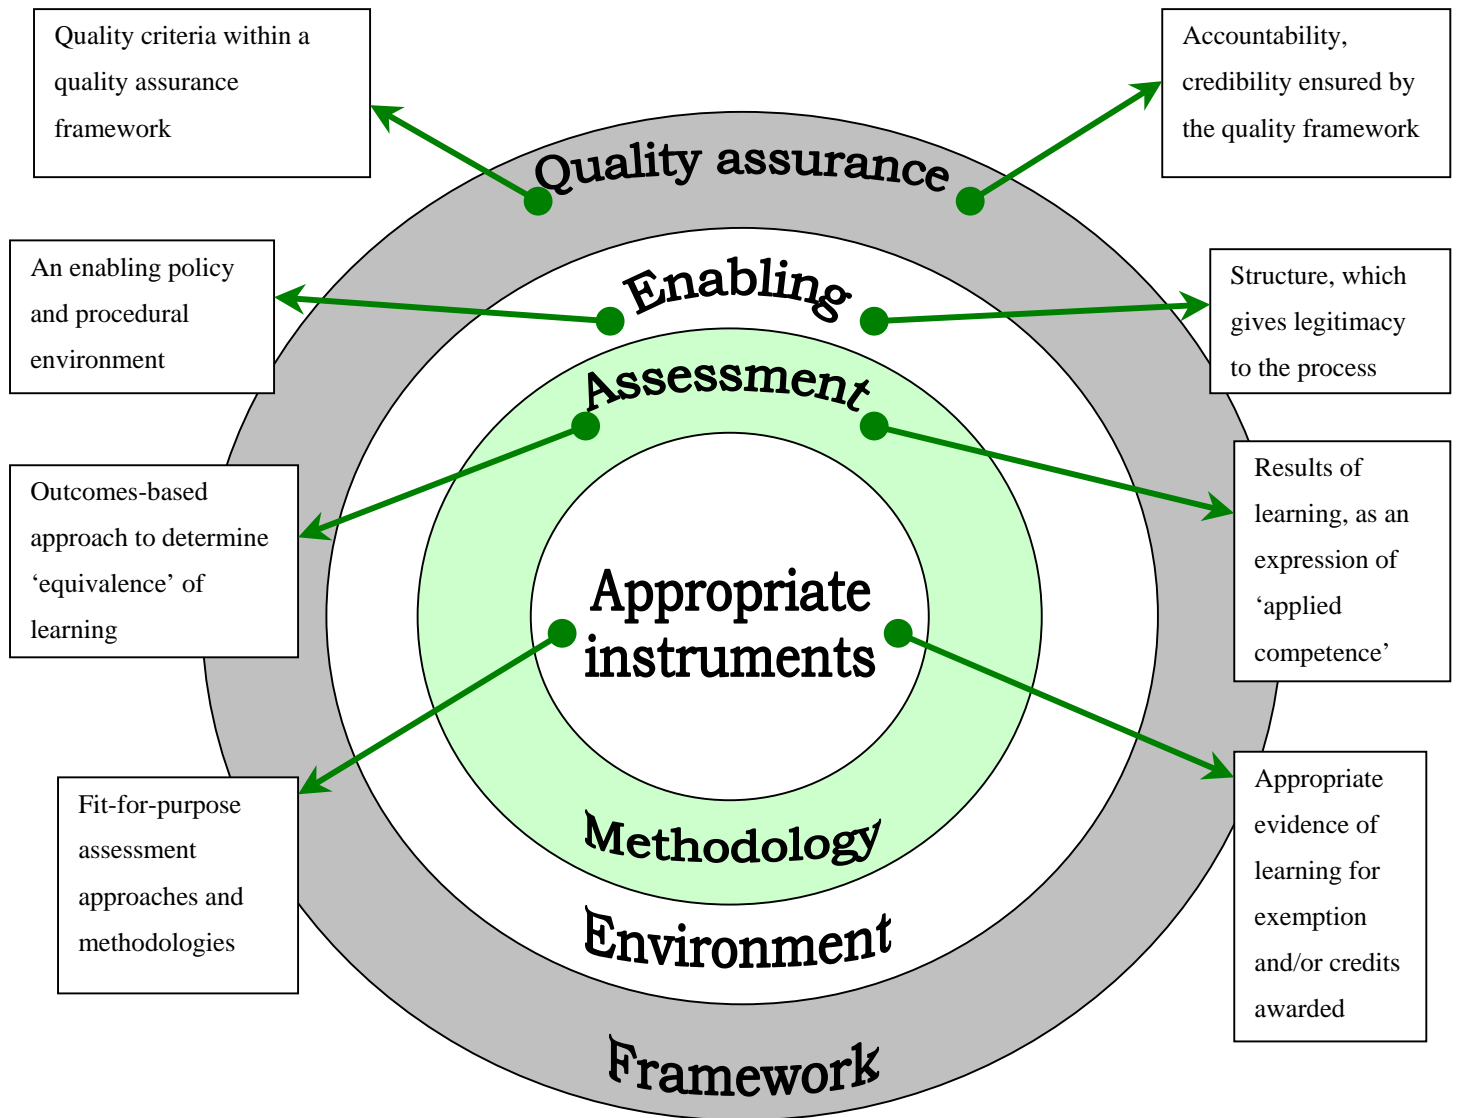 Quality criteria within a
quality assurance
framework
Accountability,
credibility ensured by
the quality framework
Quality assurance
An enabling policy
and procedural
environment
Enabling
Structure, which
gives legitimacy
to the process
Assessment
Outcomes-based
approach to determine
‘equivalence’ of
learning
Results of
learning, as an
expression of
‘applied
competence’
Appropriate
instruments
Fit-for-purpose
assessment
approaches and
methodologies
Appropriate
evidence of
learning for
exemption
and/or credits
awarded
Methodology
Environment
Framework